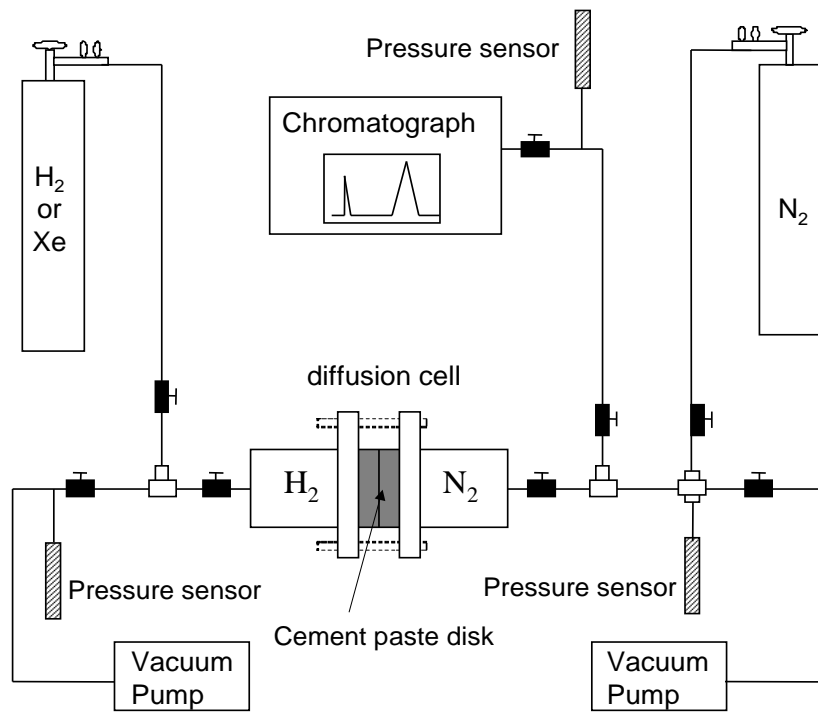 Pressure sensor
Chromatograph
H₂
or
Xe
N₂
diffusion cell
H₂
N₂
Pressure sensor
Pressure sensor
Cement paste disk
Vacuum
Pump
Vacuum
Pump